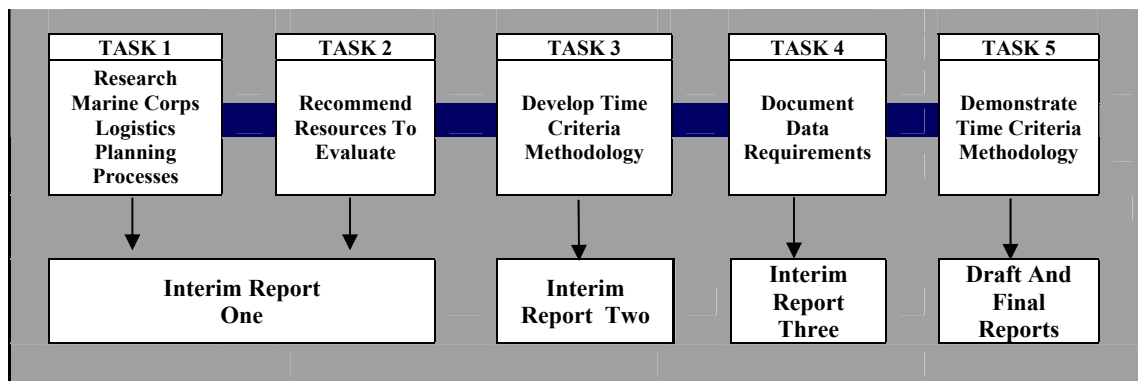 TASK 1
Research
Marine Corps
Logistics
Planning
Processes
TASK 2
Recommend
Resources To
Evaluate
TASK 3
Develop Time
Criteria
Methodology
TASK 4
Document
Data
Requirements
TASK 5
Demonstrate
Time Criteria
Methodology
Interim Report
One
Interim
Report Two
Interim
Report
Three
Draft And
Final
Reports